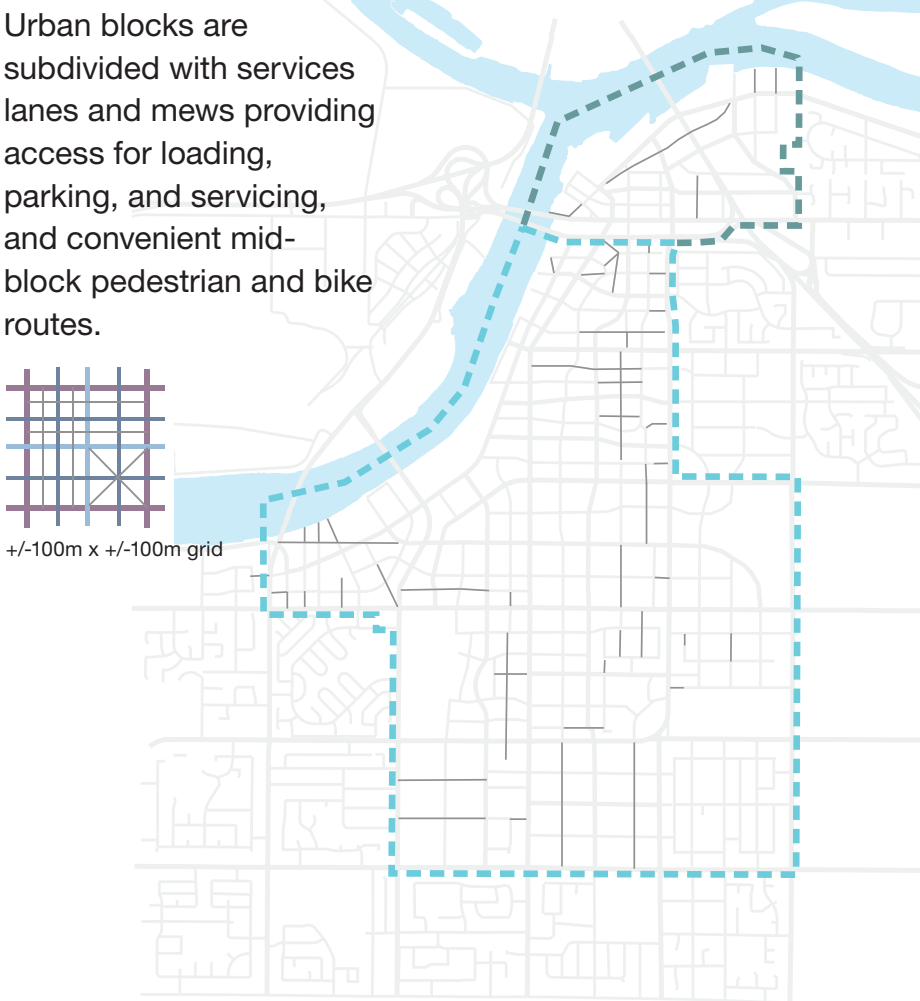 Urban blocks are
subdivided with services
lanes and mews providing
access for loading,
parking, and servicing,
and convenient mid-
block pedestrian and bike
routes.
+/-100m x +/-100m grid